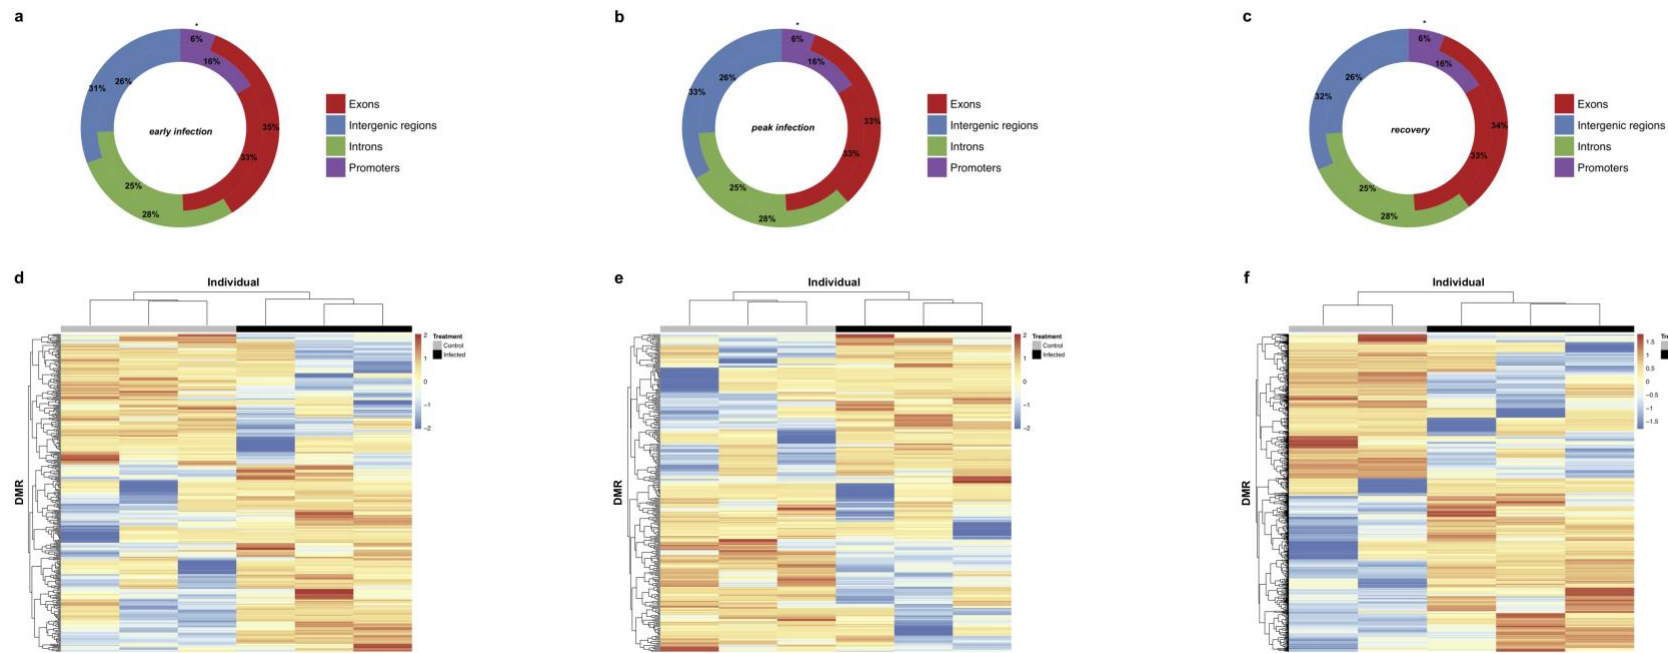 a
*
6%
16%
31%
26%
early infection
35%
33%
25%
28%
Exons
Intergenic regions
Introns
Promoters
b
*
6%
16%
33%
26%
peak infection
33%
33%
25%
28%
Exons
Intergenic regions
Introns
Promoters
c
*
6%
16%
32%
26%
recovery
34%
33%
25%
28%
Exons
Intergenic regions
Introns
Promoters
d
Individual
DMR
2
1
0
−1
−2
Treatment
Control
Infected
e
Individual
DMR
2
1
0
−1
−2
Treatment
Control
Infected
f
Individual
DMR
1.5
1
0.5
0
−0.5
−1
−1.5